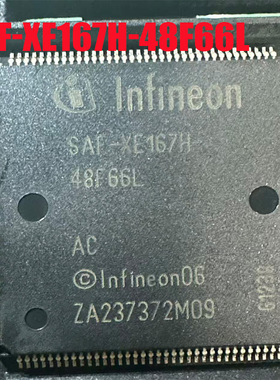 F-XE167H-48F66L
Infineon
SAF-XE167H-
48F66L
AC
©Infineon06
ZA237372M09